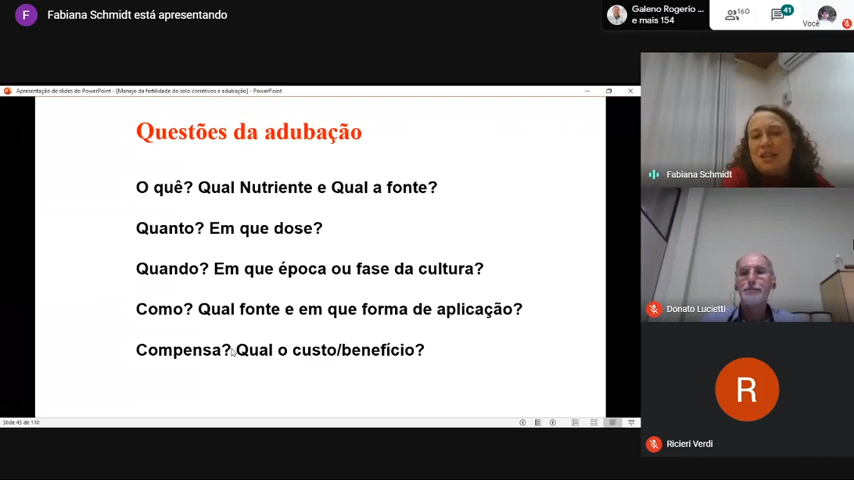 F Fabiana Schmidt está apresentando
Galeno Rogerio ...
e mais 154
160
41
Você
Apresentação de slides do PowerPoint - [Manejo da fertilidade do solo corretivos e adubação] - PowerPoint
Questões da adubação
O quê? Qual Nutriente e Qual a fonte?
Quanto? Em que dose?
Quando? Em que época ou fase da cultura?
Como? Qual fonte e em que forma de aplicação?
Compensa? Qual o custo/benefício?
Slide 45 de 110
Fabiana Schmidt
Donato Lucietti
R
Ricieri Verdi